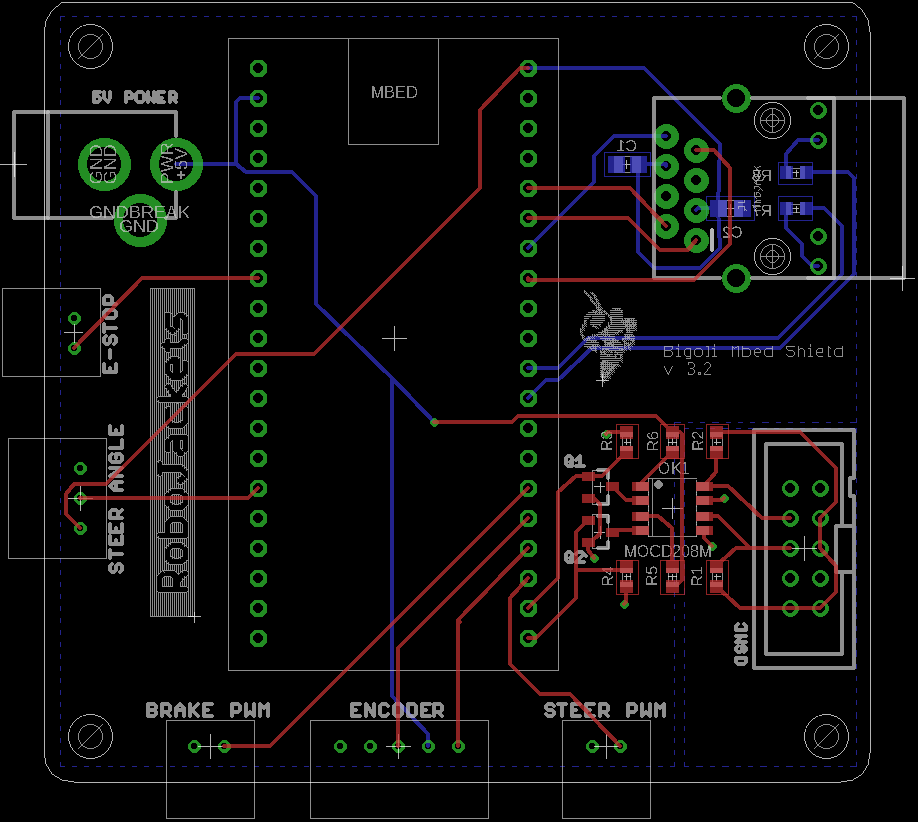 5V POWER
MBED
GND
GND
PWR
+5V
GNDBREAK
GND
C1
R8
R7
C2
E-STOP
RoboJackets
Bigoli Mbed Shield
v 3.2
STEER ANGLE
R3
R6
R2
Q1
OK1
MOCD208M
Q2
R4
R5
R1
OSMC
BRAKE PWM
ENCODER
STEER PWM